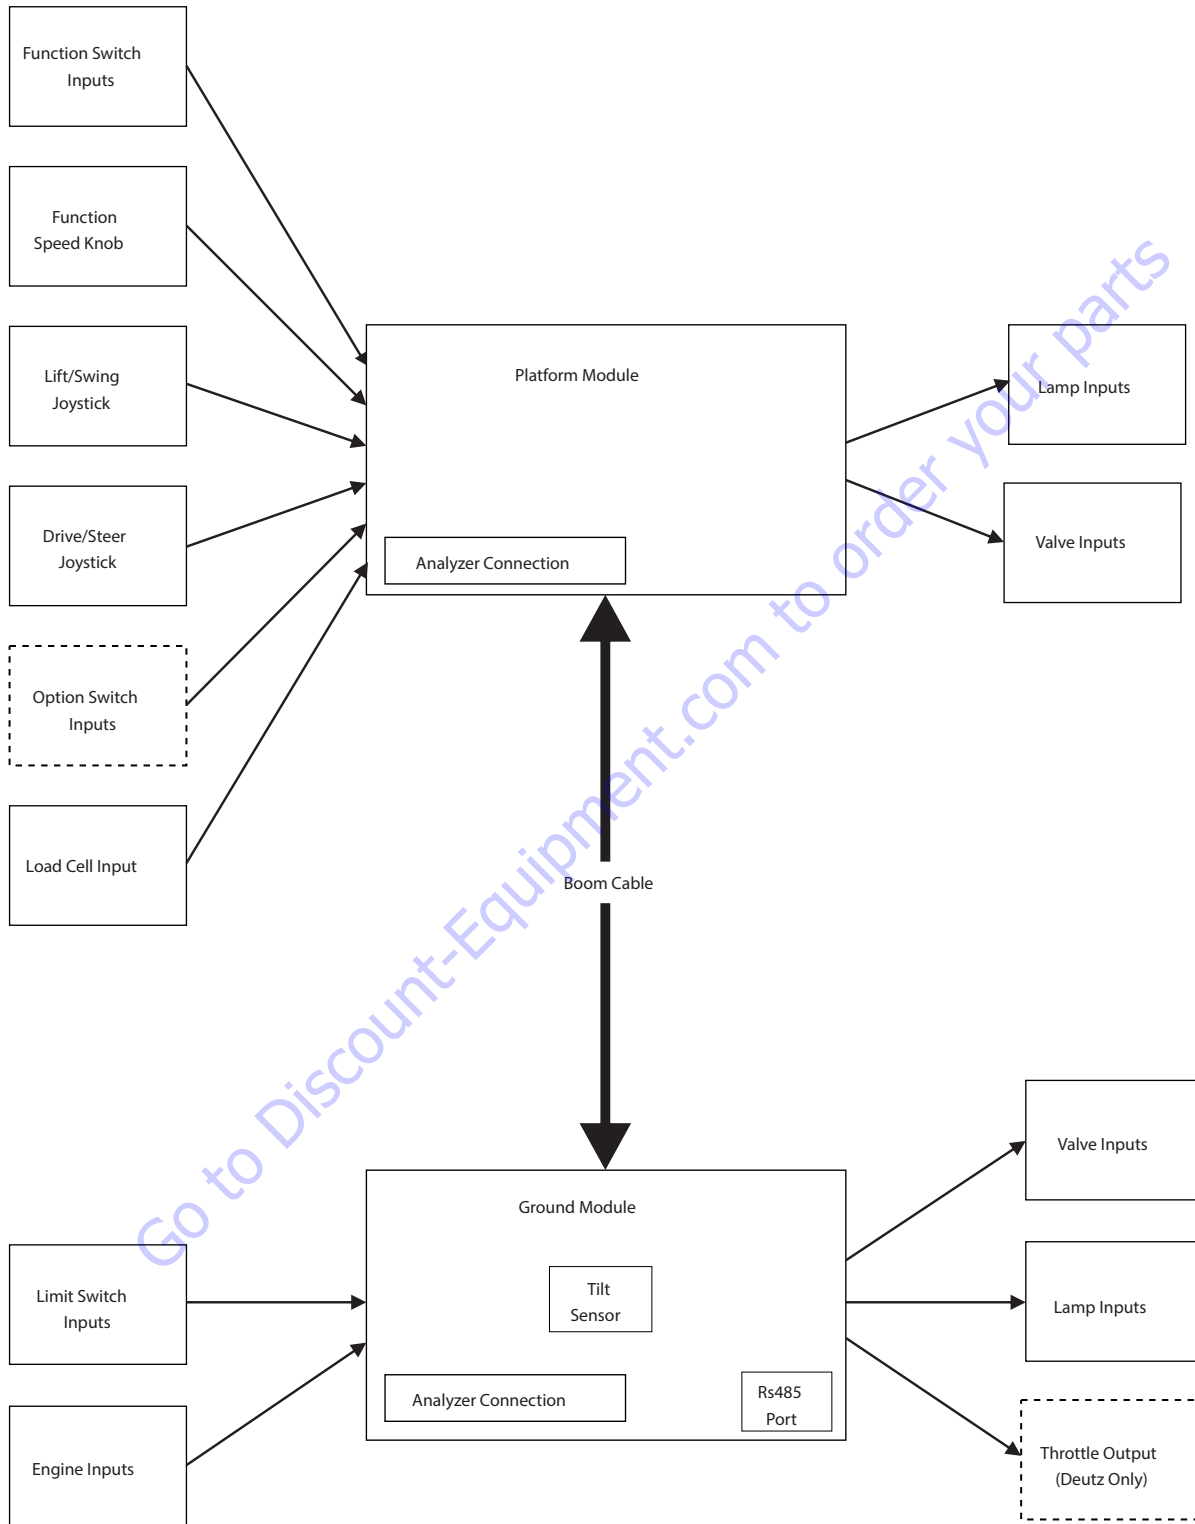 Function Switch
Inputs
Function
Speed Knob
Lift/Swing
Joystick
Drive/Steer
Joystick
Option Switch
Inputs
Load Cell Input
Platform Module
Analyzer Connection
Lamp Inputs
Valve Inputs
Boom Cable
Go to Discount-Equipment.com to order your parts
Ground Module
Tilt
Sensor
Analyzer Connection
Rs485
Port
Limit Switch
Inputs
Engine Inputs
Valve Inputs
Lamp Inputs
Throttle Output
(Deutz Only)